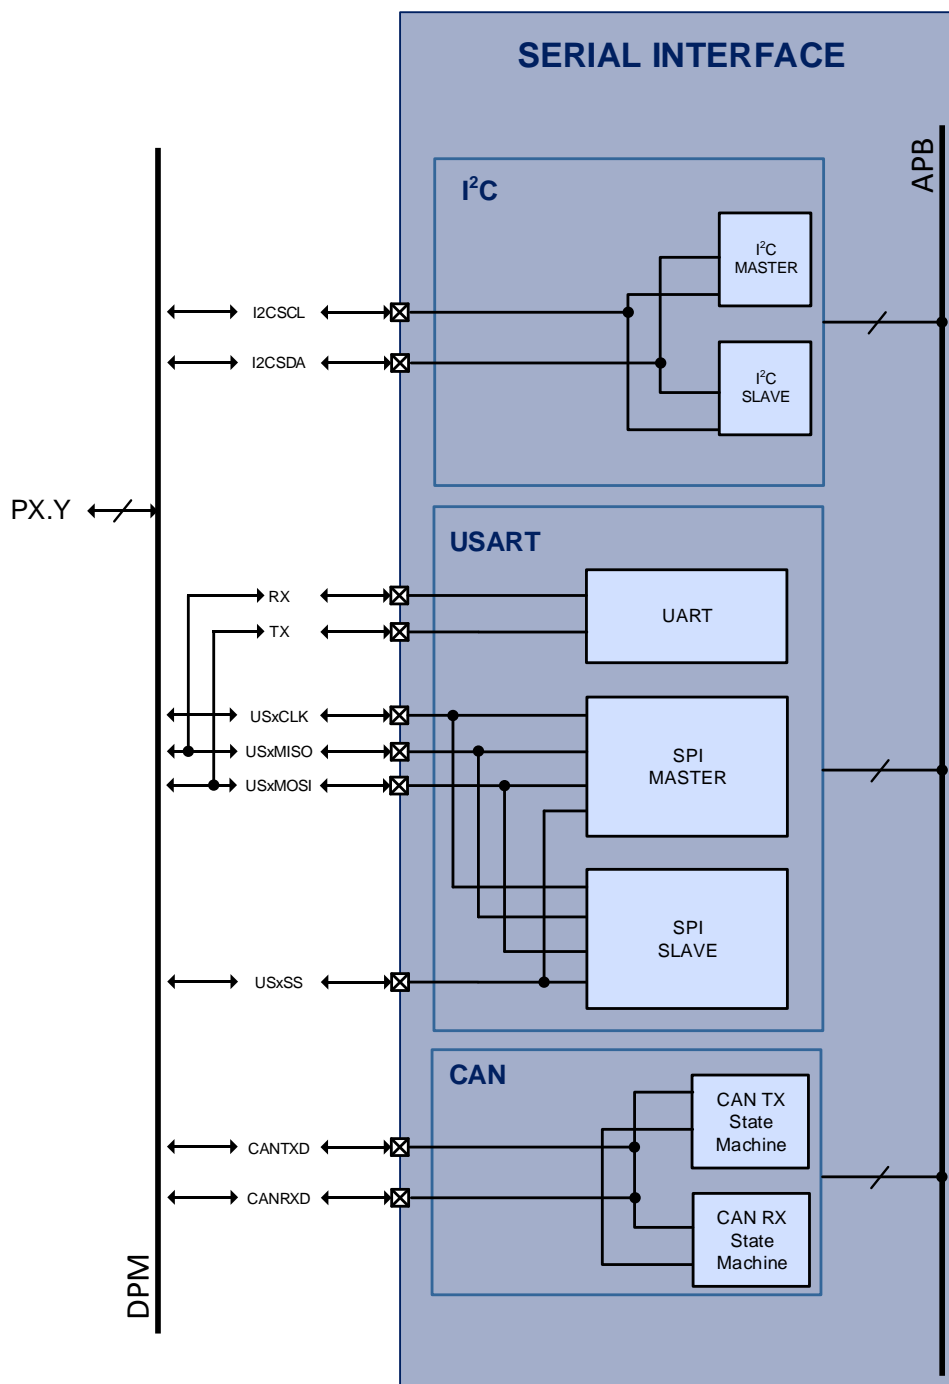 SERIAL INTERFACE
APB
I²C
I²C
MASTER
I2CSCL
I2CSDA
I²C
SLAVE
PX.Y
USART
RX
TX
UART
USxCLK
USxMISO
USxMOSI
SPI
MASTER
SPI
SLAVE
USxSS
CAN
CAN TX
State
Machine
CANTXD
CANRXD
CAN RX
State
Machine
DPM